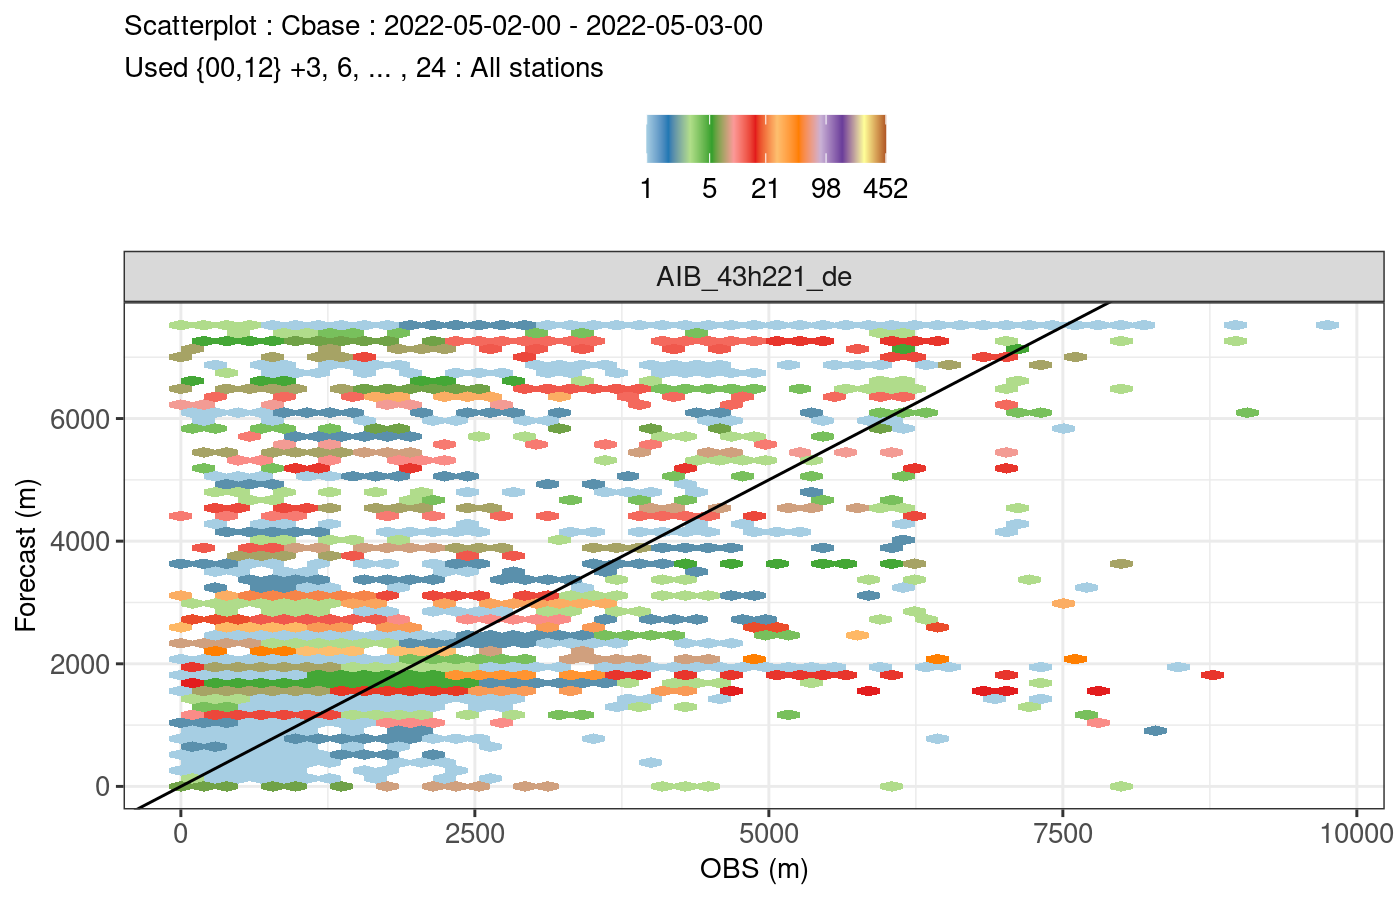 Scatterplot : Cbase : 2022-05-02-00 - 2022-05-03-00
Used {00,12} +3, 6, ... , 24 : All stations
1 5 21 98 452
AIB_43h221_de
Forecast (m)
6000
4000
2000
0
0 2500 5000 7500 10000
OBS (m)